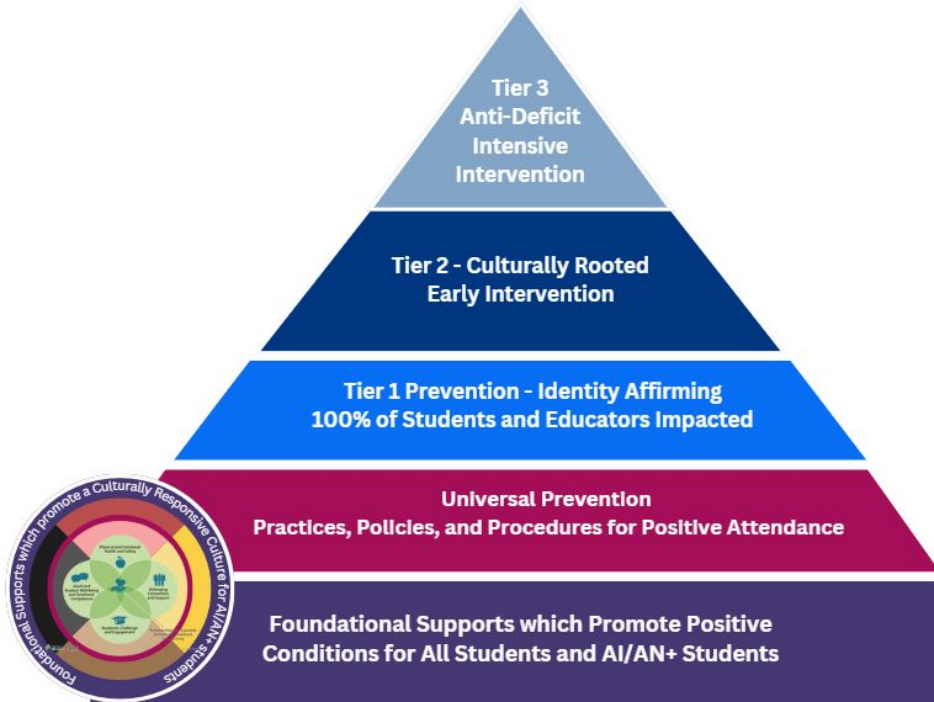 Tier 3
Anti-Deficit
Intensive
Intervention
Tier 2 - Culturally Rooted
Early Intervention
Tier 1 Prevention - Identity Affirming
100% of Students and Educators Impacted
Universal Prevention
Practices, Policies, and Procedures for Positive Attendance
Foundational Supports which Promote Positive
Conditions for All Students and AI/AN+ Students
Foundational Supports which promote a Culturally Responsive Culture for AI/AN+ students
Physical and Emotional
Health and Safety
Adult and
Student Well-Being
and Emotional
Competence
Belonging,
Connection
and Support
Academic Challenge
and Engagement